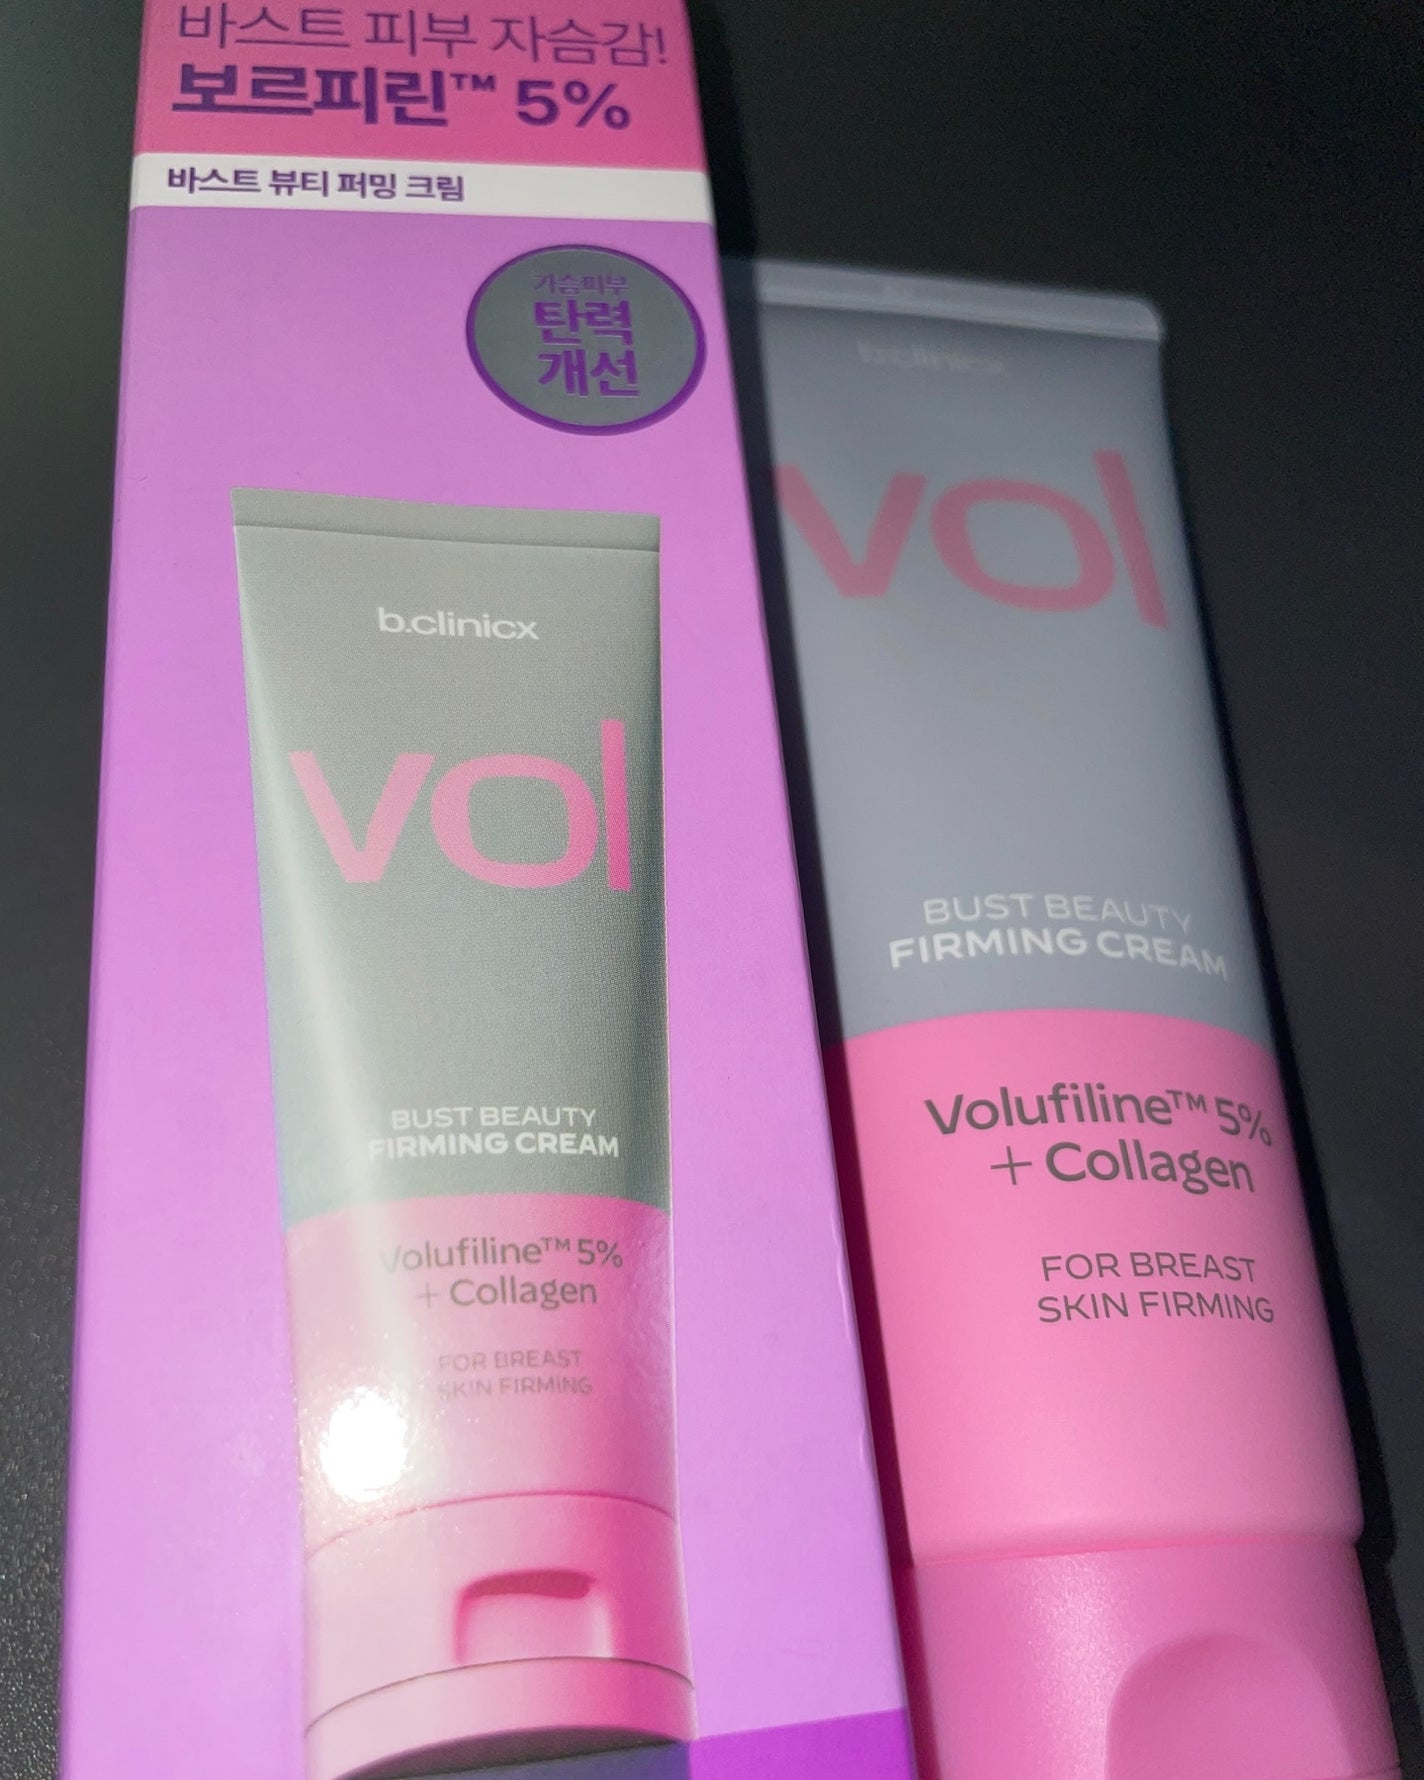 바스트 피부 자슴감!
보르피린™ 5%
바스트 뷰티 퍼밍 크림
가슴피부
탄력
개선
b.clinicx
vol
BUST BEAUTY
FIRMING CREAM
Volufiline™ 5%
+ Collagen
FOR BREAST
SKIN FIRMING
b.clinicx
vol
BUST BEAUTY
FIRMING CREAM
Volufiline™ 5%
+ Collagen
FOR BREAST
SKIN FIRMING